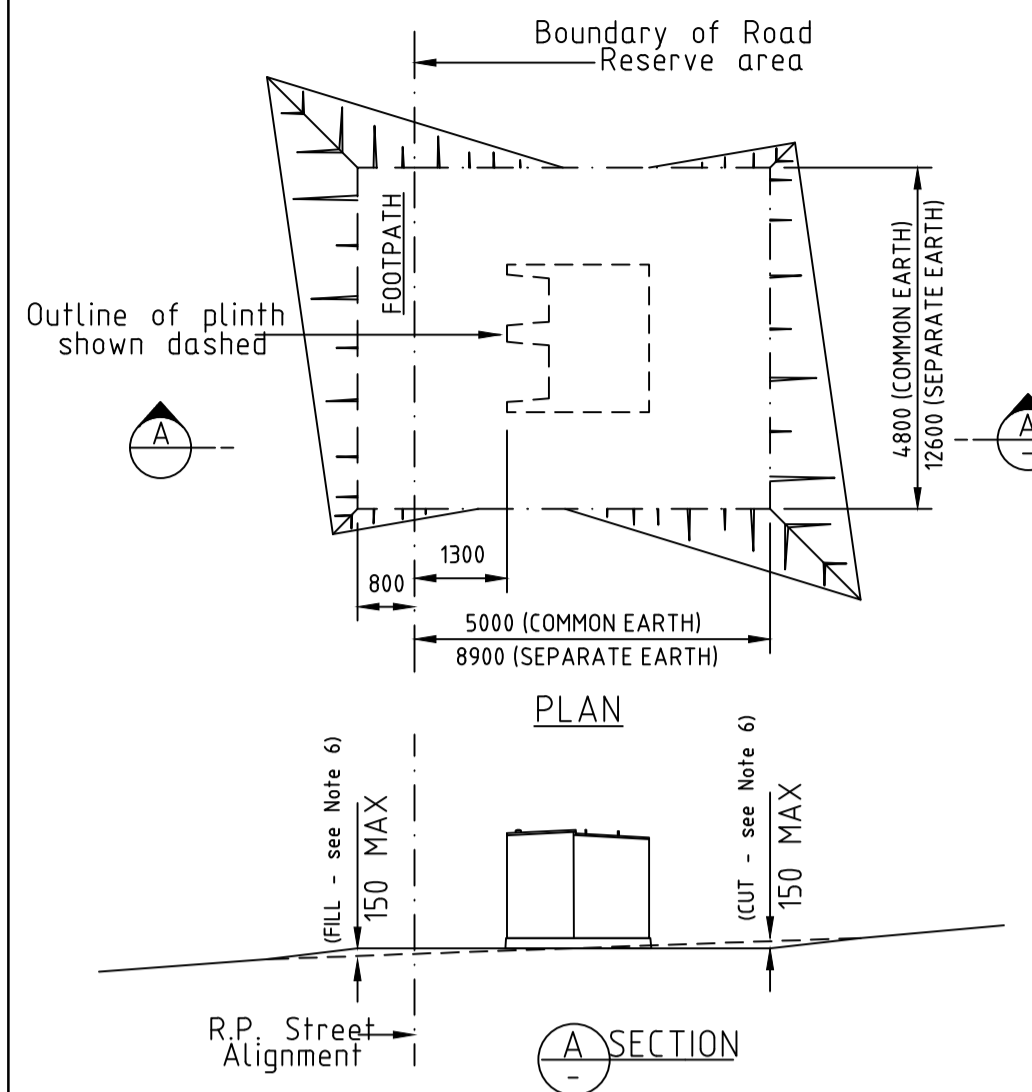 Boundary of Road
Reserve area
FOOTPATH
Outline of plinth
shown dashed
4800 (COMMON EARTH)
12600 (SEPARATE EARTH)
A
A
-
1300
800
5000 (COMMON EARTH)
8900 (SEPARATE EARTH)
PLAN
(FILL - see Note 6)
150 MAX
(CUT - see Note 6)
150 MAX
R.P. Street
Alignment
A
-
SECTION